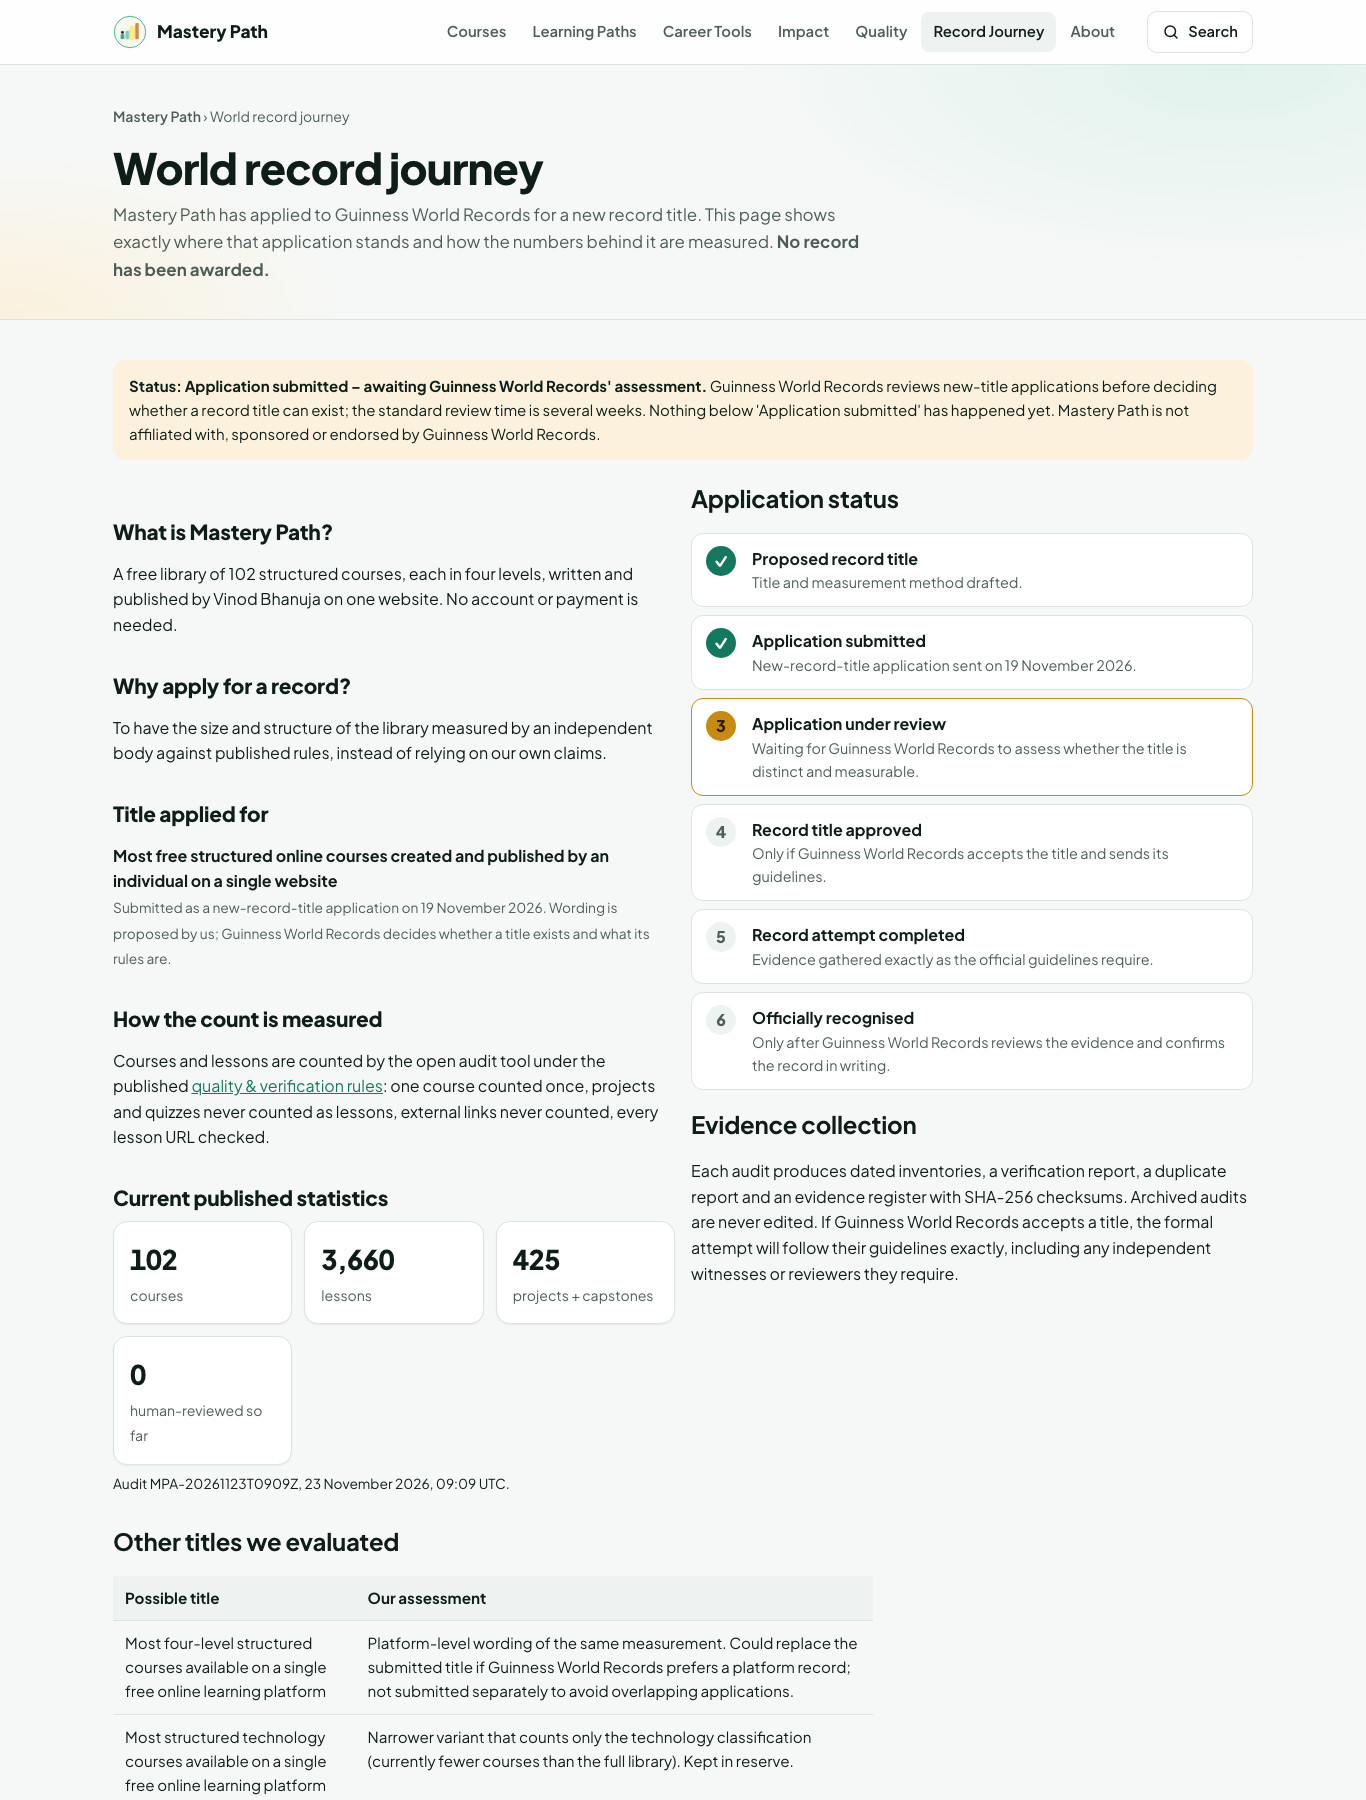 Mastery Path
Courses
Learning Paths
Career Tools
Impact
Quality
Record Journey
About
Search
Mastery Path › World record journey
World record journey
Mastery Path has applied to Guinness World Records for a new record title. This page shows
exactly where that application stands and how the numbers behind it are measured. No record
has been awarded.
Status: Application submitted – awaiting Guinness World Records' assessment. Guinness World Records reviews new-title applications before deciding
whether a record title can exist; the standard review time is several weeks. Nothing below 'Application submitted' has happened yet. Mastery Path is not
affiliated with, sponsored or endorsed by Guinness World Records.
What is Mastery Path?
A free library of 102 structured courses, each in four levels, written and
published by Vinod Bhanuja on one website. No account or payment is
needed.
Why apply for a record?
To have the size and structure of the library measured by an independent
body against published rules, instead of relying on our own claims.
Title applied for
Most free structured online courses created and published by an
individual on a single website
Submitted as a new-record-title application on 19 November 2026. Wording is
proposed by us; Guinness World Records decides whether a title exists and what its
rules are.
How the count is measured
Courses and lessons are counted by the open audit tool under the
published quality & verification rules: one course counted once, projects
and quizzes never counted as lessons, external links never counted, every
lesson URL checked.
Current published statistics
102
courses
3,660
lessons
425
projects + capstones
0
human-reviewed so
far
Audit MPA-20261123T0909Z, 23 November 2026, 09:09 UTC.
Application status
Proposed record title
Title and measurement method drafted.
Application submitted
New-record-title application sent on 19 November 2026.
3
Application under review
Waiting for Guinness World Records to assess whether the title is
distinct and measurable.
4
Record title approved
Only if Guinness World Records accepts the title and sends its
guidelines.
5
Record attempt completed
Evidence gathered exactly as the official guidelines require.
6
Officially recognised
Only after Guinness World Records reviews the evidence and confirms
the record in writing.
Evidence collection
Each audit produces dated inventories, a verification report, a duplicate
report and an evidence register with SHA-256 checksums. Archived audits
are never edited. If Guinness World Records accepts a title, the formal
attempt will follow their guidelines exactly, including any independent
witnesses or reviewers they require.
Other titles we evaluated
Possible title
Our assessment
Most four-level structured
courses available on a single
free online learning platform
Platform-level wording of the same measurement. Could replace the
submitted title if Guinness World Records prefers a platform record;
not submitted separately to avoid overlapping applications.
Most structured technology
courses available on a single
free online learning platform
Narrower variant that counts only the technology classification
(currently fewer courses than the full library). Kept in reserve.